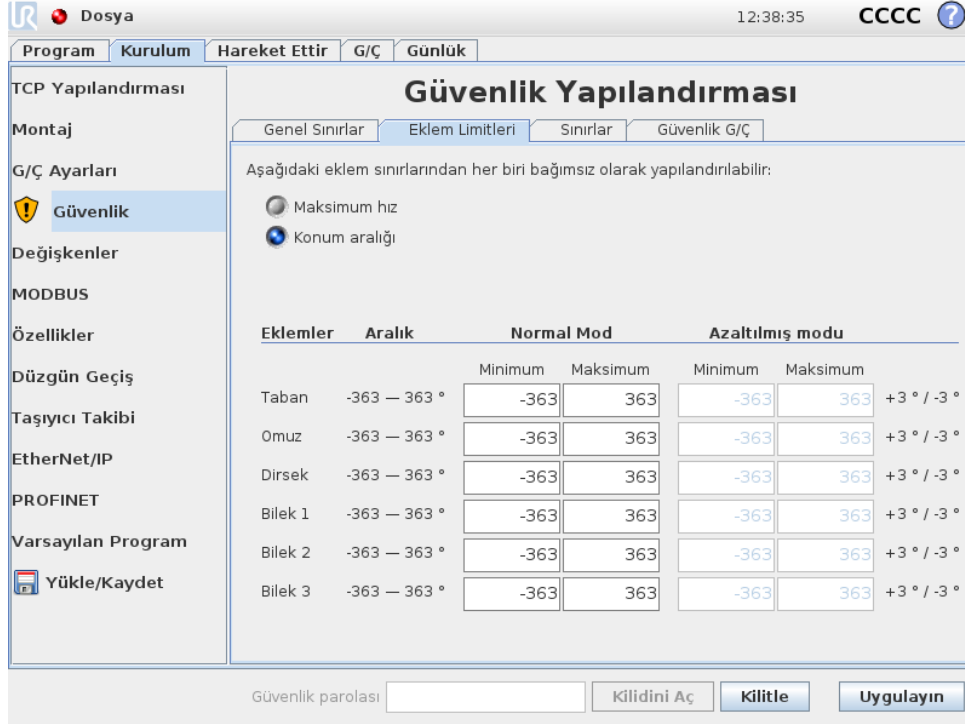 UR Dosya 12:38:35 CCCC ?
Program Kurulum Hareket Ettir G/Ç Günlük
TCP Yapılandırması
Montaj
G/Ç Ayarları
Güvenlik
Değişkenler
MODBUS
Özellikler
Düzgün Geçiş
Taşıyıcı Takibi
EtherNet/IP
PROFINET
Varsayılan Program
Yükle/Kaydet
Güvenlik Yapılandırması
Genel Sınırlar Eklem Limitleri Sınırlar Güvenlik G/Ç
Aşağıdaki eklem sınırlarından her biri bağımsız olarak yapılandırılabilir:
Maksimum hız
Konum aralığı
Eklemler Aralık Normal Mod Azaltılmış modu
Minimum Maksimum Minimum Maksimum
Taban -363 — 363 ° -363 363 -363 363 +3 ° / -3 °
Omuz -363 — 363 ° -363 363 -363 363 +3 ° / -3 °
Dirsek -363 — 363 ° -363 363 -363 363 +3 ° / -3 °
Bilek 1 -363 — 363 ° -363 363 -363 363 +3 ° / -3 °
Bilek 2 -363 — 363 ° -363 363 -363 363 +3 ° / -3 °
Bilek 3 -363 — 363 ° -363 363 -363 363 +3 ° / -3 °
Güvenlik parolası Kilidini Aç Kilitle Uygulayın